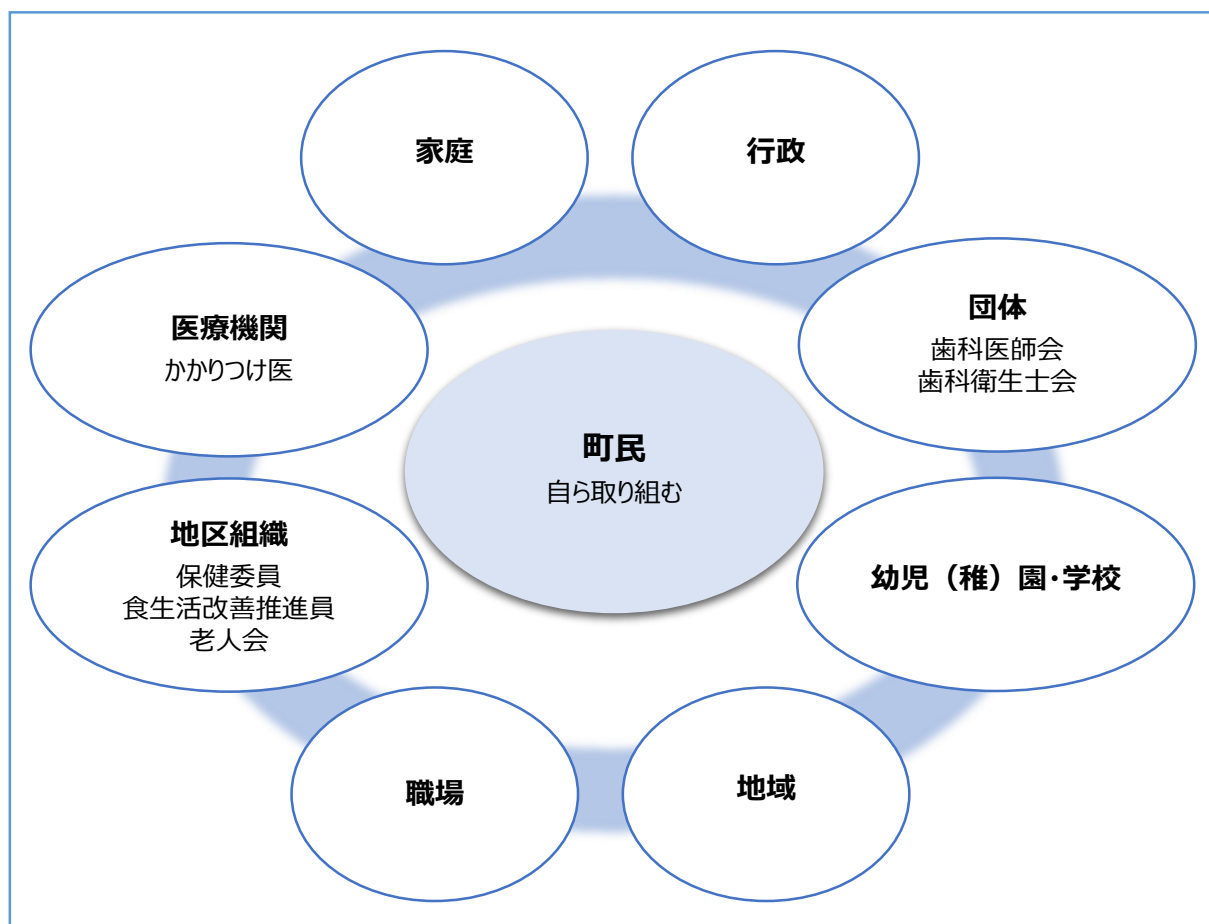 家庭
行政
医療機関
かかりつけ医
団体
歯科医師会
歯科衛生士会
町民
自ら取り組む
地区組織
保健委員
食生活改善推進員
老人会
幼児（稚）園・学校
職場
地域